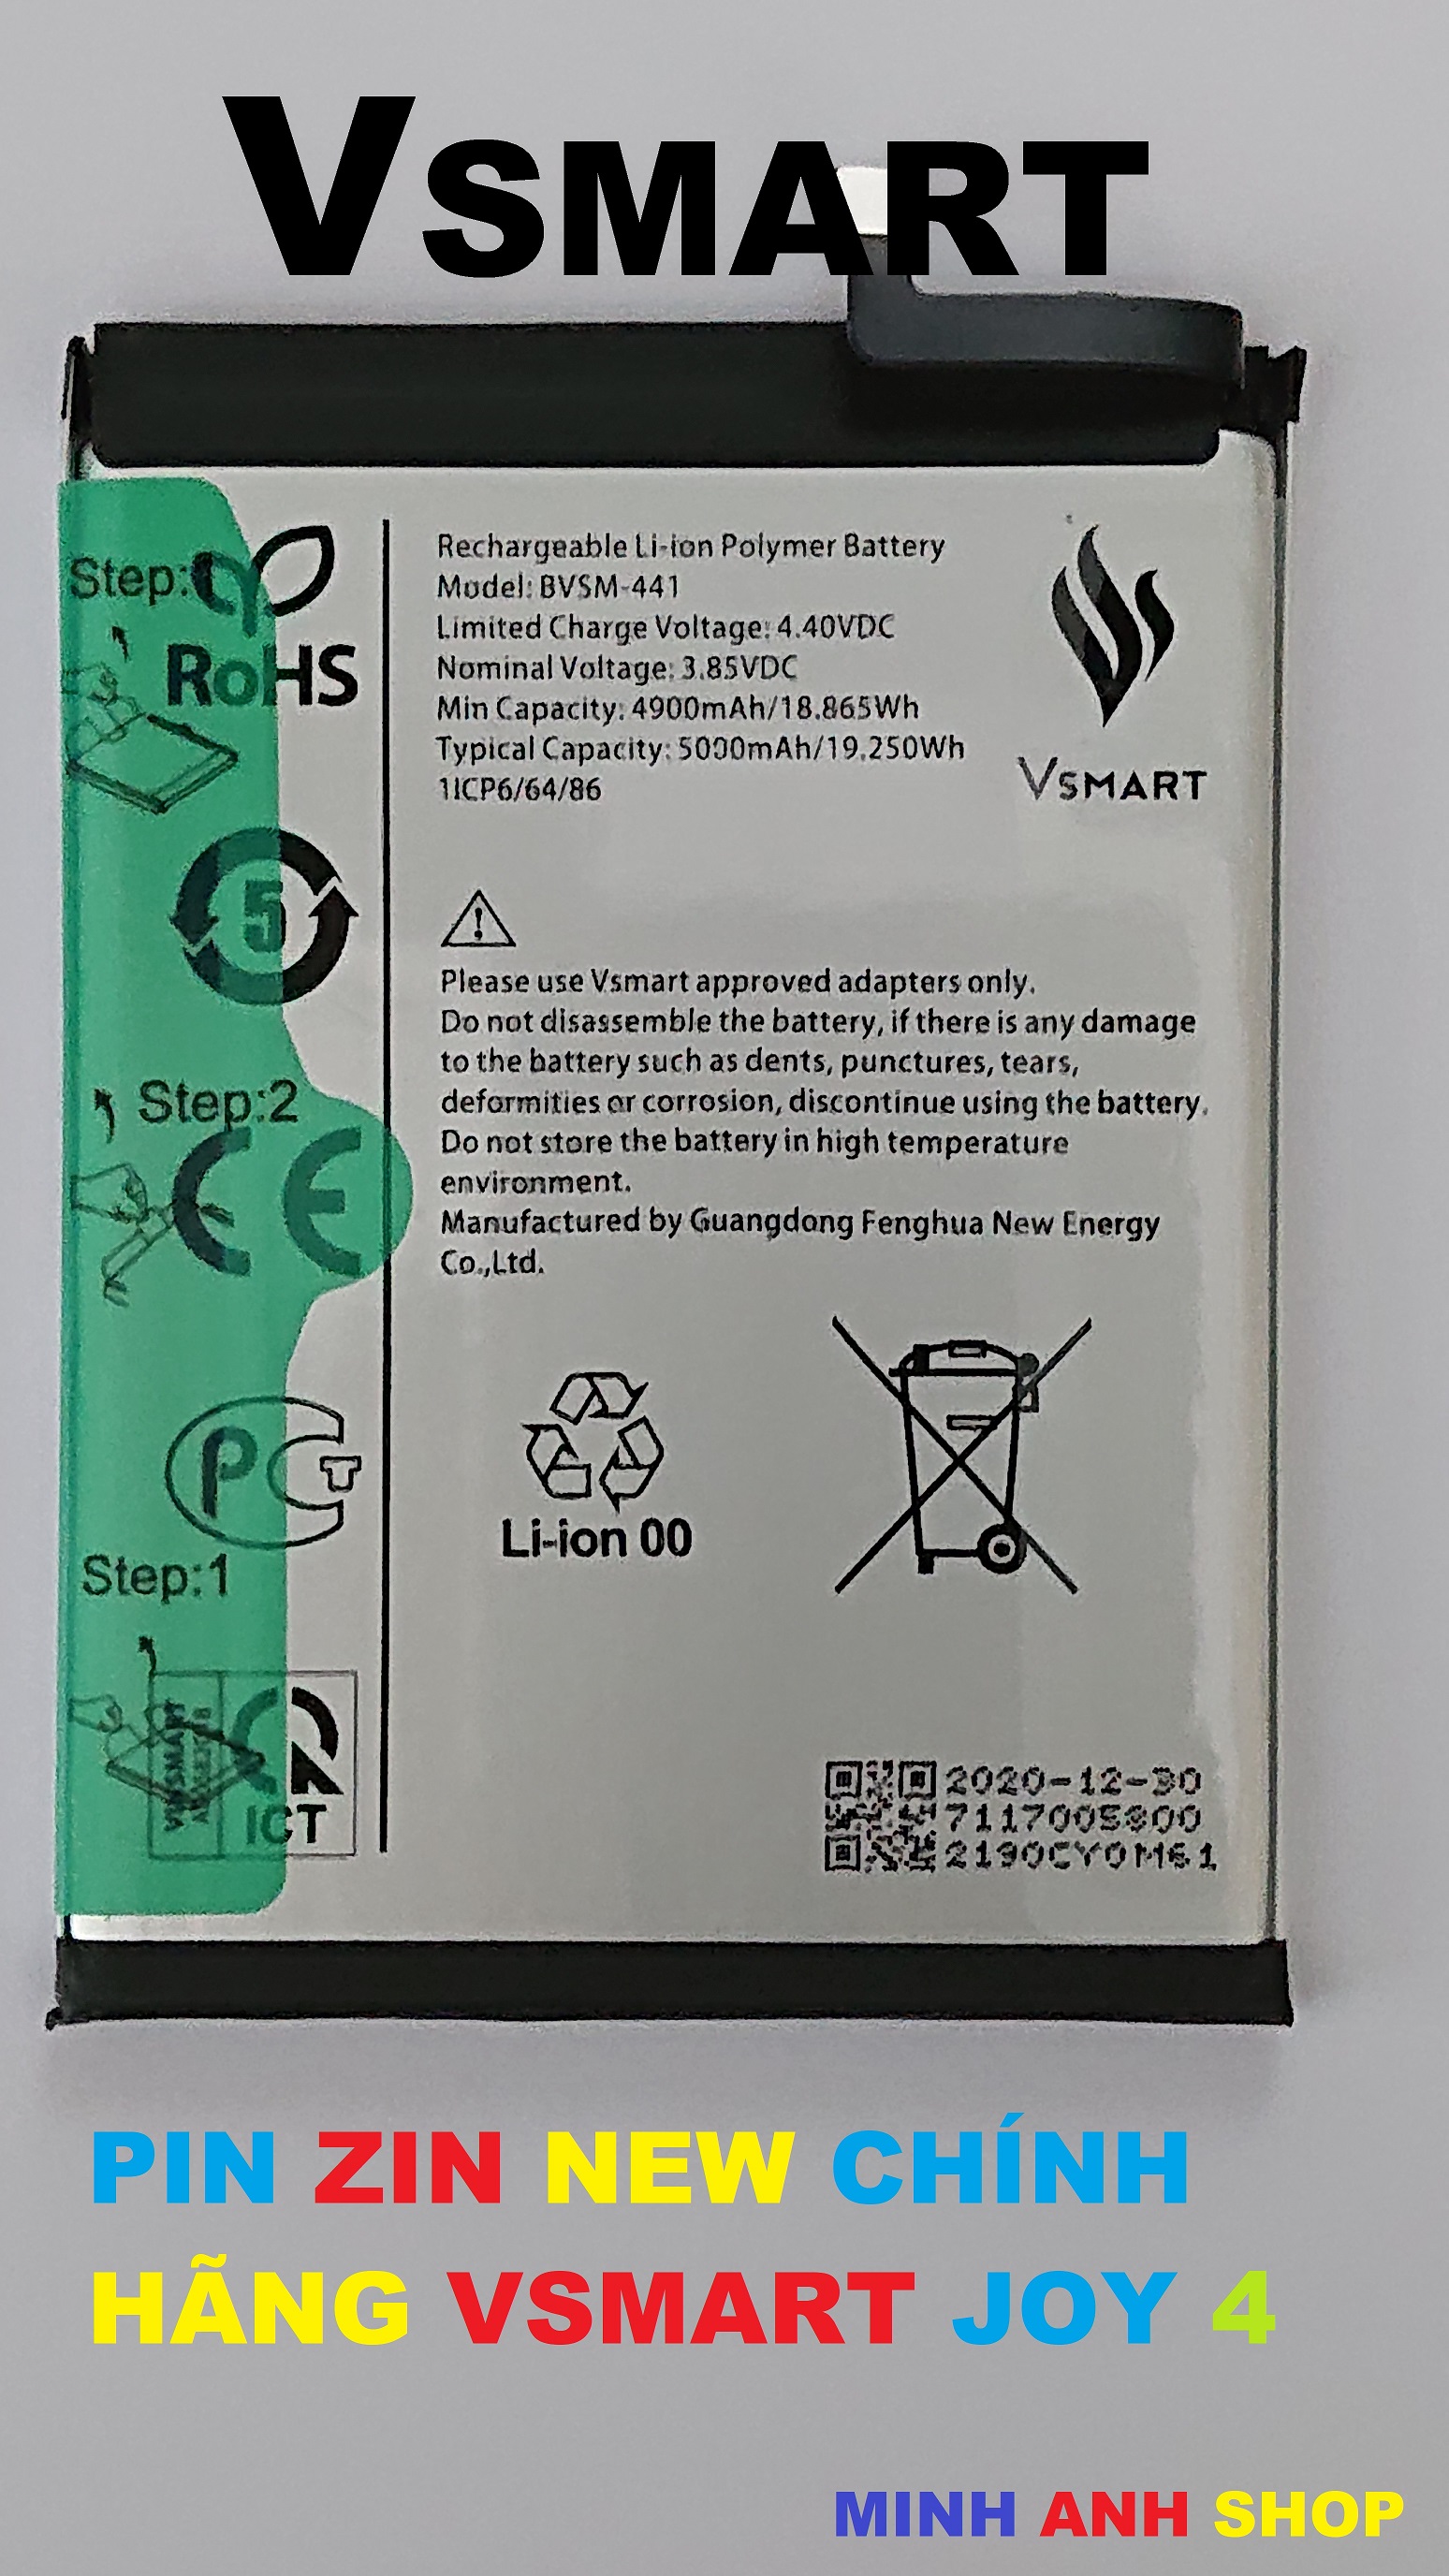 VSMART
Rechargeable Li-ion Polymer Battery
Model: BVSM-441
Limited Charge Voltage: 4.40VDC
Nominal Voltage: 3.85VDC
Min Capacity: 4900mAh/18.865Wh
Typical Capacity: 5000mAh/19.250Wh
1ICP6/64/86
VSMART
Step:
RoHS
5
Step:2
CE
PCT
Step:1
ICT
Please use Vsmart approved adapters only.
Do not disassemble the battery, if there is any damage
to the battery such as dents, punctures, tears,
deformities or corrosion, discontinue using the battery.
Do not store the battery in high temperature
environment.
Manufactured by Guangdong Fenghua New Energy
Co.,Ltd.
Li-ion 00
2020-12-30
2190CY0M61
PIN ZIN NEW CHÍNH
HÃNG VSMART JOY 4
MINH ANH SHOP